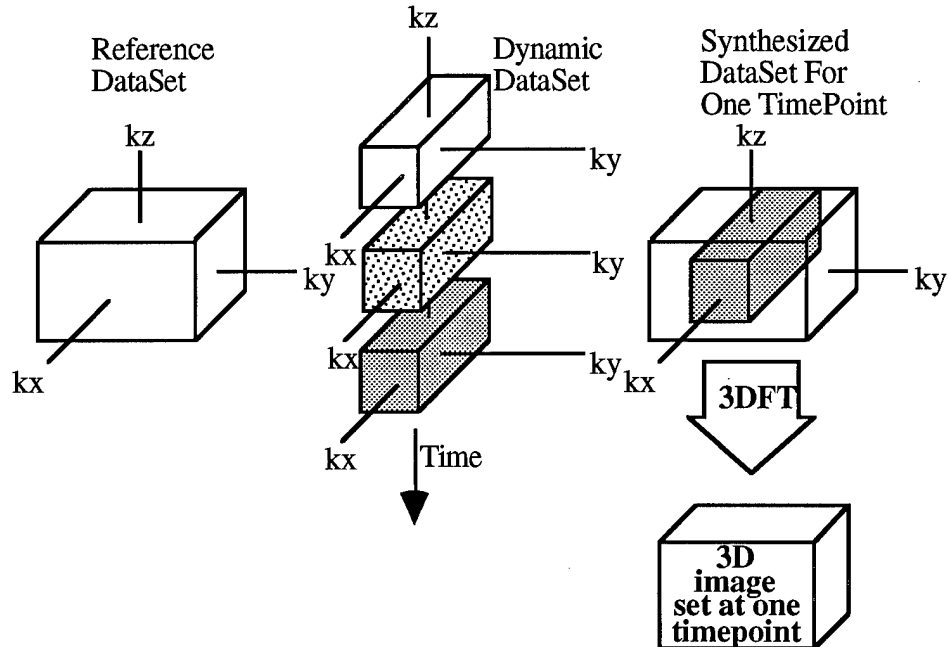 Reference
DataSet
kz
ky
kx
Dynamic
DataSet
kz
ky
kx
ky
kx
ky
kx
Time
Synthesized
DataSet For
One TimePoint
kz
ky
kx
3DFT
3D
image
set at one
timepoint